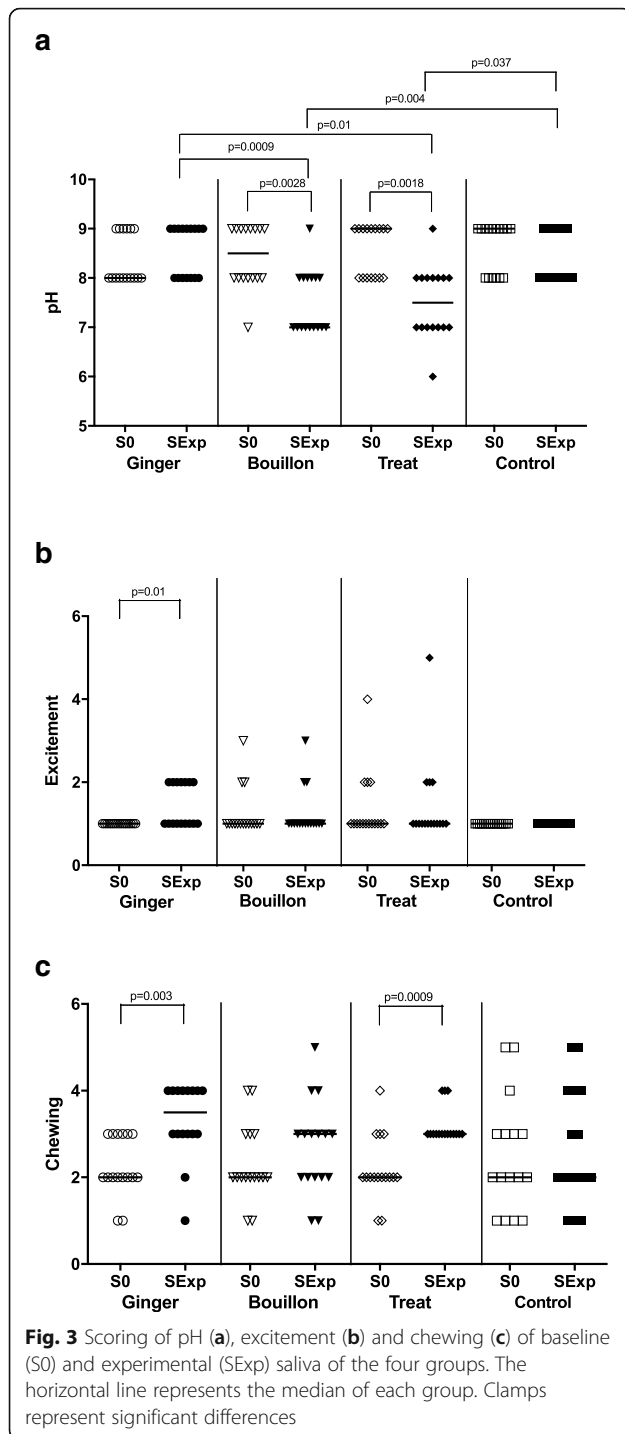 a
p=0.037
p=0.004
p=0.01
p=0.0009
p=0.0028 p=0.0018
10
9
8
7
6
5
pH
S0 SExp S0 SExp S0 SExp S0 SExp
Ginger Bouillon Treat Control
b
p=0.01
6
4
2
0
Excitement
S0 SExp S0 SExp S0 SExp S0 SExp
Ginger Bouillon Treat Control
c
p=0.003 p=0.0009
6
4
2
0
Chewing
S0 SExp S0 SExp S0 SExp S0 SExp
Ginger Bouillon Treat Control
Fig. 3 Scoring of pH (a), excitement (b) and chewing (c) of baseline
(S0) and experimental (SExp) saliva of the four groups. The
horizontal line represents the median of each group. Clamps
represent significant differences